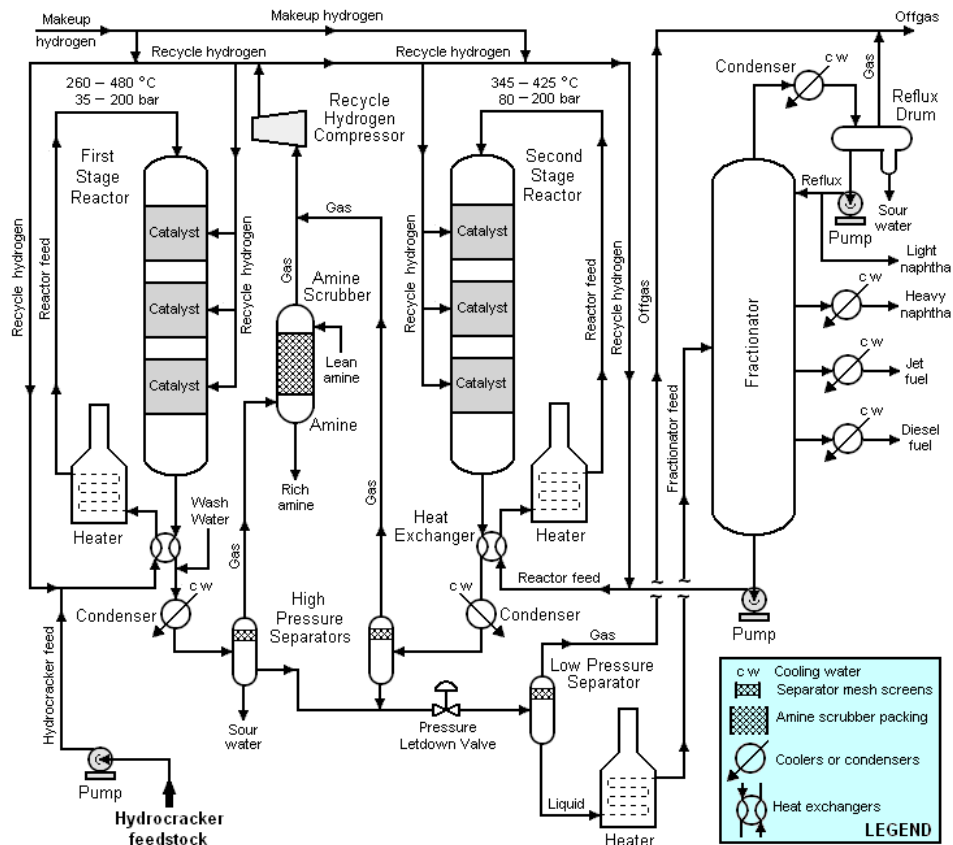 Makeup
hydrogen
Makeup hydrogen
Offgas
Recycle hydrogen
Recycle hydrogen
260 – 480 °C
35 – 200 bar
345 – 425 °C
80 – 200 bar
Condenser
c w
Gas
Reflux
Drum
Recycle
Hydrogen
Compressor
First
Stage
Reactor
Second
Stage
Reactor
Reflux
Pump
Sour
water
Light
naphtha
Gas
Gas
Catalyst
Catalyst
Catalyst
Catalyst
Catalyst
Catalyst
Recycle hydrogen
Reactor feed
Recycle hydrogen
Recycle hydrogen
Reactor feed
Recycle hydrogen
Offgas
Fractionator feed
Fractionator
Amine
Scrubber
Lean
amine
Amine
Rich
amine
c w
Heavy
naphtha
c w
Jet
fuel
c w
Diesel
fuel
Gas
Gas
Wash
Water
Heater
Heat
Exchanger
Heater
Reactor feed
Condenser
c w
High
Pressure
Separators
c w
Condenser
Pump
Gas
Low Pressure
Separator
Hydrocracker feed
Sour
water
Pressure
Letdown Valve
Pump
Hydrocracker
feedstock
Liquid
Heater
c w Cooling water
Separator mesh screens
Amine scrubber packing
Coolers or condensers
Heat exchangers
LEGEND